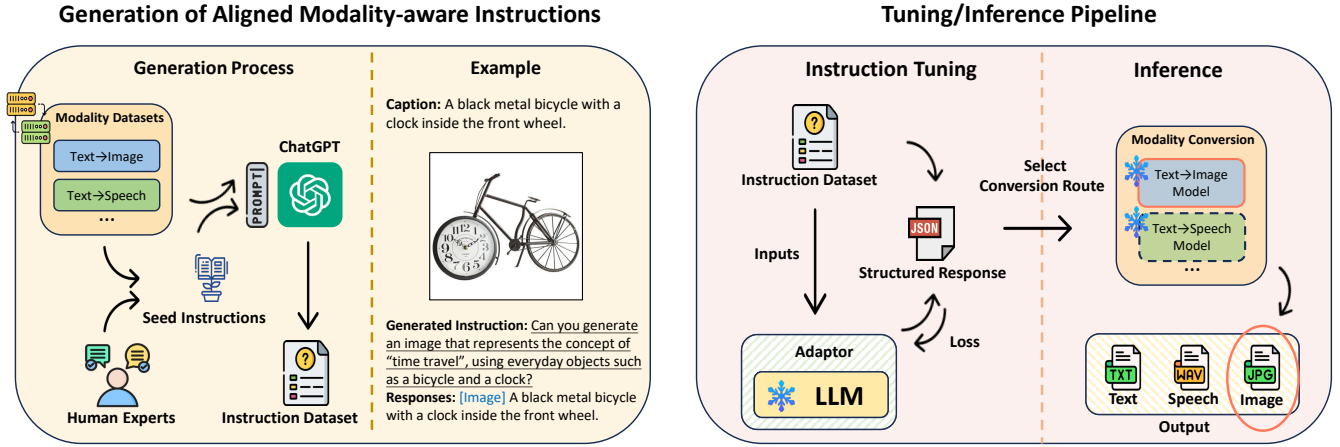 Generation of Aligned Modality-aware Instructions
Generation Process
Modality Datasets
Text→Image
Text→Speech
...
PROMPT
ChatGPT
Seed Instructions
Human Experts
Instruction Dataset
Example
Caption: A black metal bicycle with a
clock inside the front wheel.
Generated Instruction: Can you generate
an image that represents the concept of
“time travel”, using everyday objects such
as a bicycle and a clock?
Responses: [Image] A black metal bicycle
with a clock inside the front wheel.
Tuning/Inference Pipeline
Instruction Tuning
Instruction Dataset
Inputs
JSON
Structured Response
Loss
Adaptor
LLM
Select
Conversion Route
Inference
Modality Conversion
Text→Image
Model
Text→Speech
Model
...
TXT
Text
WAV
Speech
JPG
Image
Output